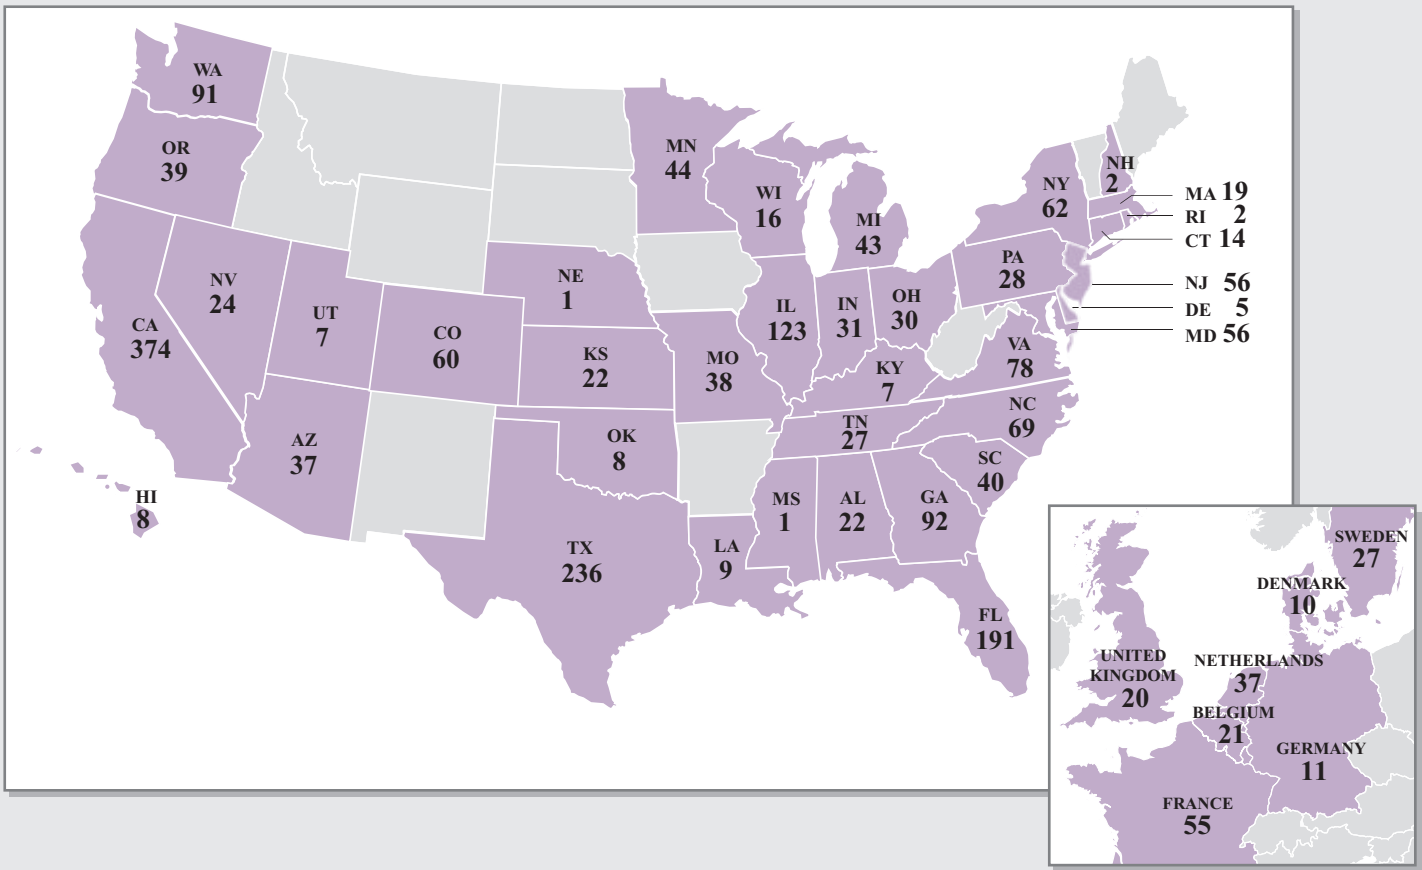 WA
91
OR
39
CA
374
NV
24
UT
7
AZ
37
HI
8
CO
60
NE
1
KS
22
OK
8
TX
236
MN
44
WI
16
IL
123
MO
38
LA
9
MI
43
IN
31
OH
30
KY
7
TN
27
MS
1
AL
22
GA
92
FL
191
SC
40
NC
69
VA
78
PA
28
NY
62
NH
2
MA 19
RI 2
CT 14
NJ 56
DE 5
MD 56
SWEDEN
27
DENMARK
10
UNITED
KINGDOM
20
NETHERLANDS
37
BELGIUM
21
GERMANY
11
FRANCE
55